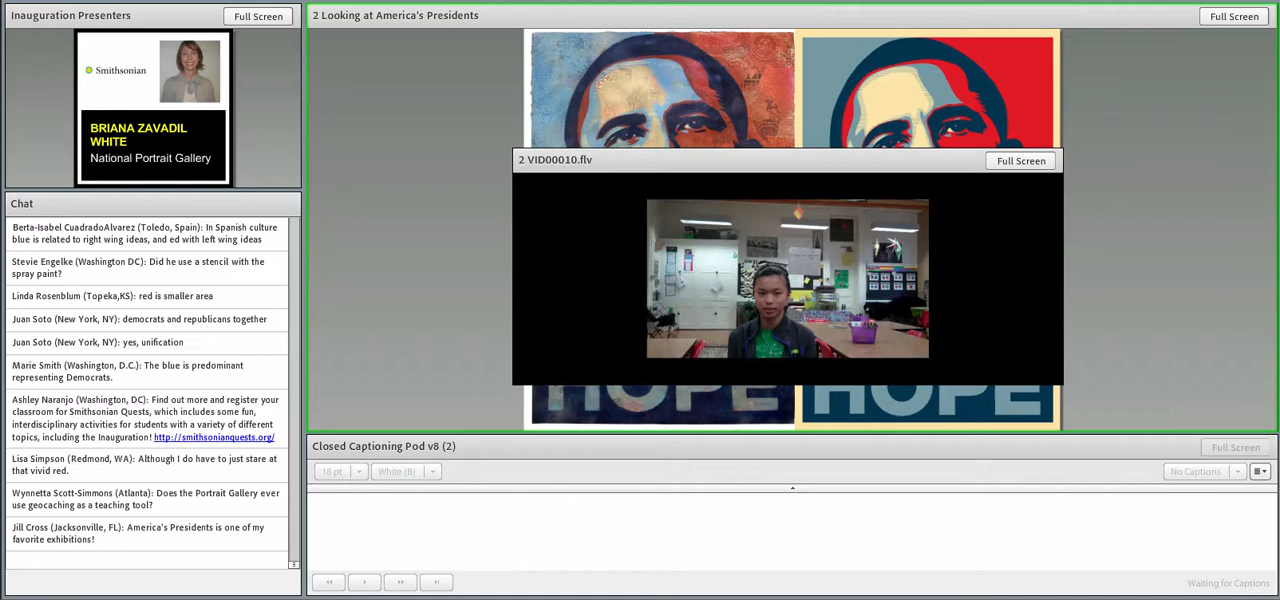 Inauguration Presenters
Full Screen
Smithsonian
BRIANA ZAVADIL
WHITE
National Portrait Gallery
Chat
Berta-Isabel CuadradoAlvarez (Toledo, Spain): In Spanish culture
blue is related to right wing ideas, and ed with left wing ideas
Stevie Engelke (Washington DC): Did he use a stencil with the
spray paint?
Linda Rosenblum (Topeka,KS): red is smaller area
Juan Soto (New York, NY): democrats and republicans together
Juan Soto (New York, NY): yes, unification
Marie Smith (Washington, D.C.): The blue is predominant
representing Democrats.
Ashley Naranjo (Washington, DC): Find out more and register your
classroom for Smithsonian Quests, which includes some fun,
interdisciplinary activities for students with a variety of different
topics, including the Inauguration! http://smithsonianquests.org/
Lisa Simpson (Redmond, WA): Although I do have to just stare at
that vivid red.
Wynnetta Scott-Simmons (Atlanta): Does the Portrait Gallery ever
use geocaching as a teaching tool?
Jill Cross (Jacksonville, FL): America's Presidents is one of my
favorite exhibitions!
2 Looking at America's Presidents
Full Screen
2 VID00010.flv
Full Screen
HOPE
HOPE
Closed Captioning Pod v8 (2)
Full Screen
18 pt
White (B)
No Captions
Waiting for Captions